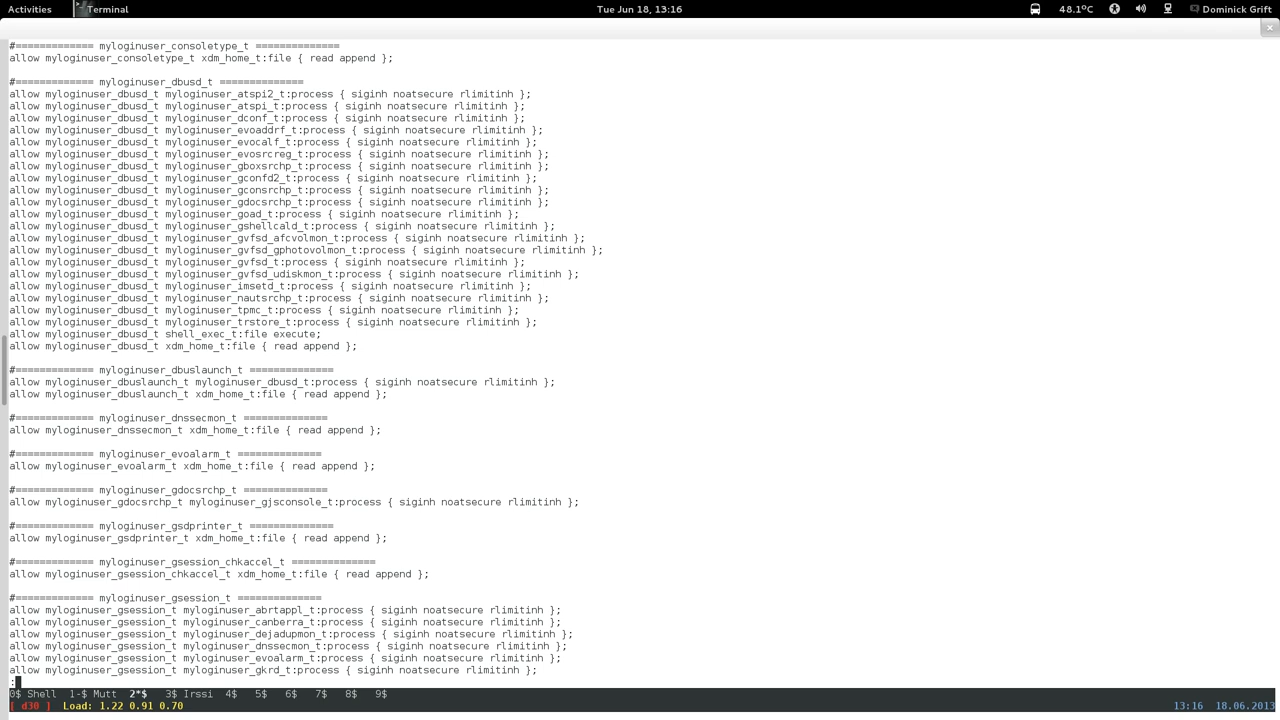 Activities Terminal Tue Jun 18, 13:16 48.1°C Dominick Grift
#============= myloginuser_consoletype_t ==============
allow myloginuser_consoletype_t xdm_home_t:file { read append };
#============= myloginuser_dbusd_t ==============
allow myloginuser_dbusd_t myloginuser_atspi2_t:process { siginh noatsecure rlimitinh };
allow myloginuser_dbusd_t myloginuser_atspi_t:process { siginh noatsecure rlimitinh };
allow myloginuser_dbusd_t myloginuser_dconf_t:process { siginh noatsecure rlimitinh };
allow myloginuser_dbusd_t myloginuser_evoaddrf_t:process { siginh noatsecure rlimitinh };
allow myloginuser_dbusd_t myloginuser_evocalf_t:process { siginh noatsecure rlimitinh };
allow myloginuser_dbusd_t myloginuser_evosrcreg_t:process { siginh noatsecure rlimitinh };
allow myloginuser_dbusd_t myloginuser_gboxsrchp_t:process { siginh noatsecure rlimitinh };
allow myloginuser_dbusd_t myloginuser_gconfd2_t:process { siginh noatsecure rlimitinh };
allow myloginuser_dbusd_t myloginuser_gconsrchp_t:process { siginh noatsecure rlimitinh };
allow myloginuser_dbusd_t myloginuser_gdocsrchp_t:process { siginh noatsecure rlimitinh };
allow myloginuser_dbusd_t myloginuser_goad_t:process { siginh noatsecure rlimitinh };
allow myloginuser_dbusd_t myloginuser_gshellcald_t:process { siginh noatsecure rlimitinh };
allow myloginuser_dbusd_t myloginuser_gvfsd_afcvolmon_t:process { siginh noatsecure rlimitinh };
allow myloginuser_dbusd_t myloginuser_gvfsd_gphotovolmon_t:process { siginh noatsecure rlimitinh };
allow myloginuser_dbusd_t myloginuser_gvfsd_t:process { siginh noatsecure rlimitinh };
allow myloginuser_dbusd_t myloginuser_gvfsd_udiskmon_t:process { siginh noatsecure rlimitinh };
allow myloginuser_dbusd_t myloginuser_imsetd_t:process { siginh noatsecure rlimitinh };
allow myloginuser_dbusd_t myloginuser_nautsrchp_t:process { siginh noatsecure rlimitinh };
allow myloginuser_dbusd_t myloginuser_tpmc_t:process { siginh noatsecure rlimitinh };
allow myloginuser_dbusd_t myloginuser_trstore_t:process { siginh noatsecure rlimitinh };
allow myloginuser_dbusd_t shell_exec_t:file execute;
allow myloginuser_dbusd_t xdm_home_t:file { read append };
#============= myloginuser_dbuslaunch_t ==============
allow myloginuser_dbuslaunch_t myloginuser_dbusd_t:process { siginh noatsecure rlimitinh };
allow myloginuser_dbuslaunch_t xdm_home_t:file { read append };
#============= myloginuser_dnssecmon_t ==============
allow myloginuser_dnssecmon_t xdm_home_t:file { read append };
#============= myloginuser_evoalarm_t ==============
allow myloginuser_evoalarm_t xdm_home_t:file { read append };
#============= myloginuser_gdocsrchp_t ==============
allow myloginuser_gdocsrchp_t myloginuser_gjsconsole_t:process { siginh noatsecure rlimitinh };
#============= myloginuser_gsdprinter_t ==============
allow myloginuser_gsdprinter_t xdm_home_t:file { read append };
#============= myloginuser_gsession_chkaccel_t ==============
allow myloginuser_gsession_chkaccel_t xdm_home_t:file { read append };
#============= myloginuser_gsession_t ==============
allow myloginuser_gsession_t myloginuser_abrtappl_t:process { siginh noatsecure rlimitinh };
allow myloginuser_gsession_t myloginuser_canberra_t:process { siginh noatsecure rlimitinh };
allow myloginuser_gsession_t myloginuser_dejadupmon_t:process { siginh noatsecure rlimitinh };
allow myloginuser_gsession_t myloginuser_dnssecmon_t:process { siginh noatsecure rlimitinh };
allow myloginuser_gsession_t myloginuser_evoalarm_t:process { siginh noatsecure rlimitinh };
allow myloginuser_gsession_t myloginuser_gkrd_t:process { siginh noatsecure rlimitinh };
:
0$ Shell 1-$ Mutt 2*$ 3$ Irssi 4$ 5$ 6$ 7$ 8$ 9$
[ d30 ] Load: 1.22 0.91 0.70 13:16 18.06.2013